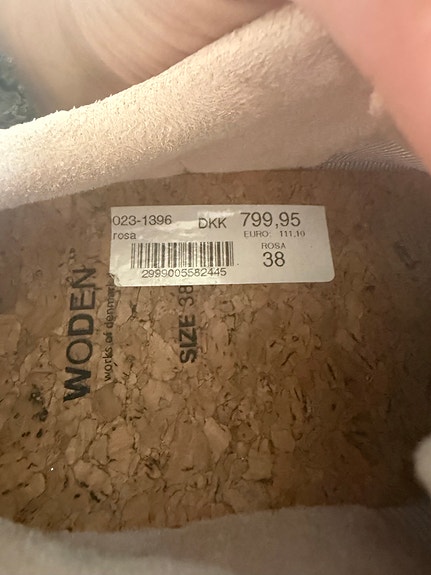 023-1396 DKK 799,95
rosa EURO: 111,10
ROSA
38
2999005582445
WODEN
works of denmark
SIZE 38